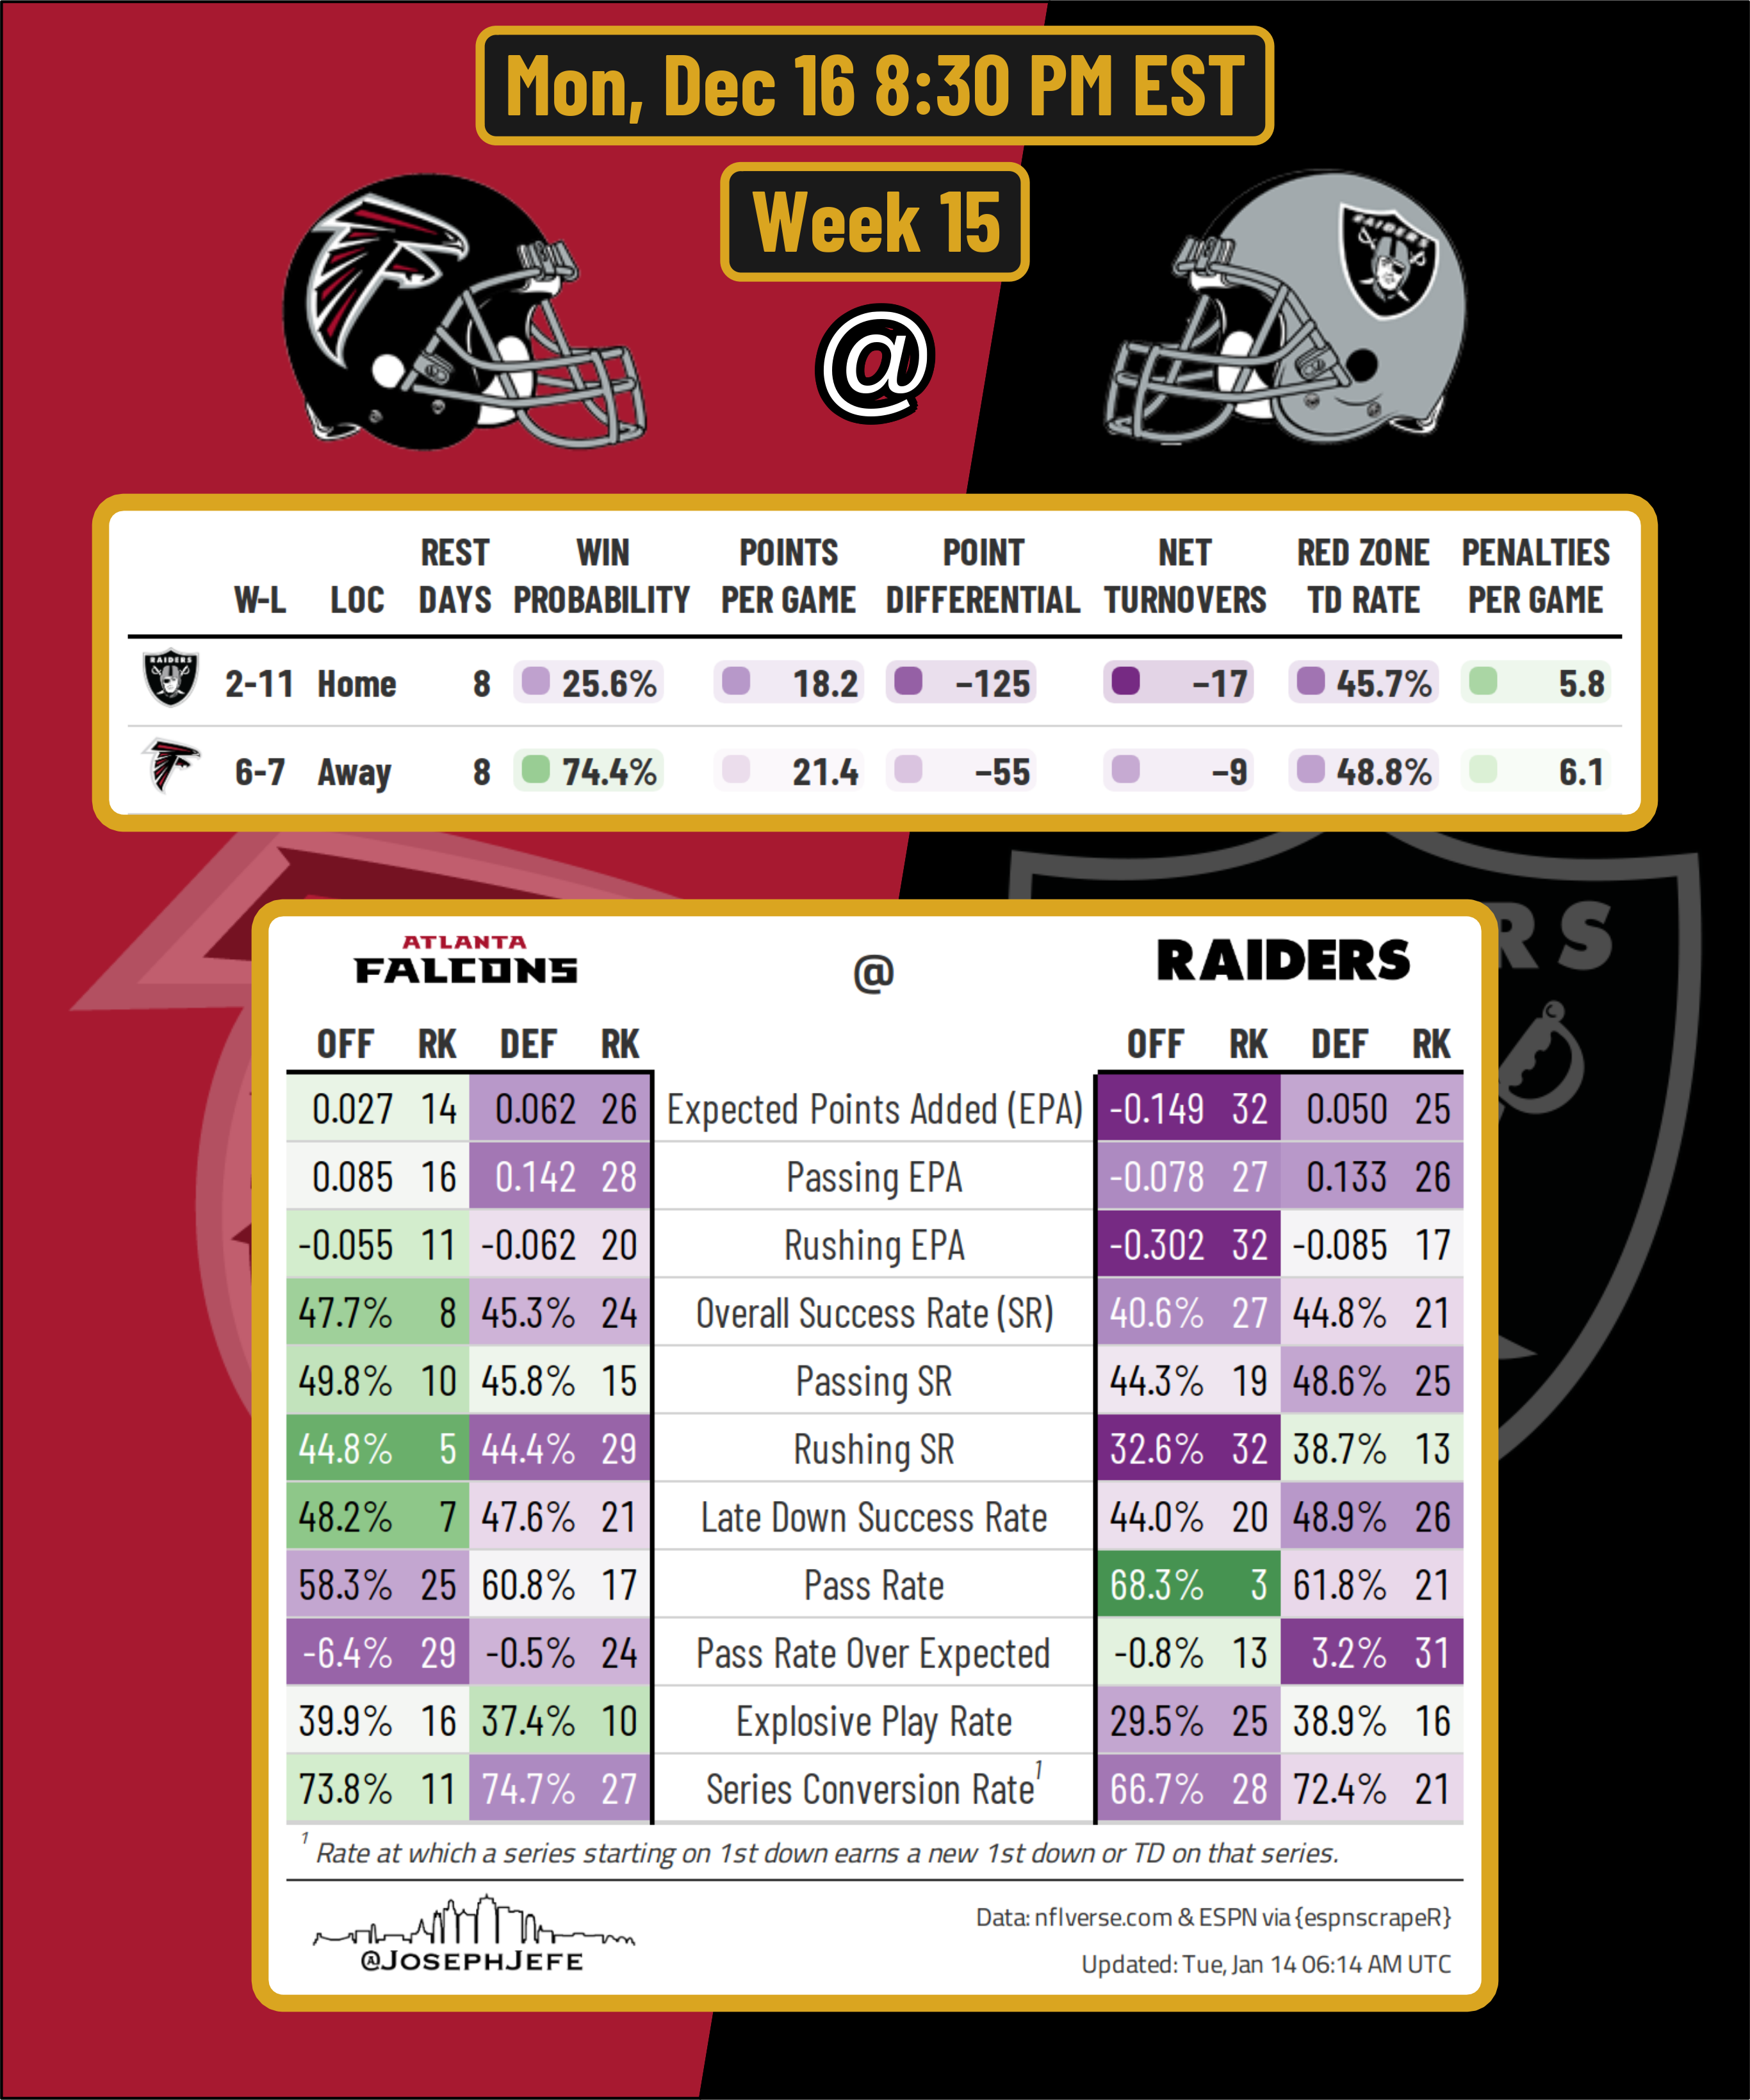 Mon, Dec 16 8:30 PM EST
Week 15
@
RAIDERS
REST WIN POINTS POINT NET RED ZONE PENALTIES
W-L LOC DAYS PROBABILITY PER GAME DIFFERENTIAL TURNOVERS TD RATE PER GAME
RAIDERS 2-11 Home 8 25.6% 18.2 −125 −17 45.7% 5.8
6-7 Away 8 74.4% 21.4 −55 −9 48.8% 6.1
RS
ATLANTA
FALCONS @ RAIDERS
OFF RK DEF RK OFF RK DEF RK
0.027 14 0.062 26 Expected Points Added (EPA) -0.149 32 0.050 25
0.085 16 0.142 28 Passing EPA -0.078 27 0.133 26
-0.055 11 -0.062 20 Rushing EPA -0.302 32 -0.085 17
47.7% 8 45.3% 24 Overall Success Rate (SR) 40.6% 27 44.8% 21
49.8% 10 45.8% 15 Passing SR 44.3% 19 48.6% 25
44.8% 5 44.4% 29 Rushing SR 32.6% 32 38.7% 13
48.2% 7 47.6% 21 Late Down Success Rate 44.0% 20 48.9% 26
58.3% 25 60.8% 17 Pass Rate 68.3% 3 61.8% 21
-6.4% 29 -0.5% 24 Pass Rate Over Expected -0.8% 13 3.2% 31
39.9% 16 37.4% 10 Explosive Play Rate 29.5% 25 38.9% 16
73.8% 11 74.7% 27 Series Conversion Rate¹ 66.7% 28 72.4% 21
¹ Rate at which a series starting on 1st down earns a new 1st down or TD on that series.
Data: nflverse.com & ESPN via {espnscrapeR}
@JOSEPHJEFE
Updated: Tue, Jan 14 06:14 AM UTC